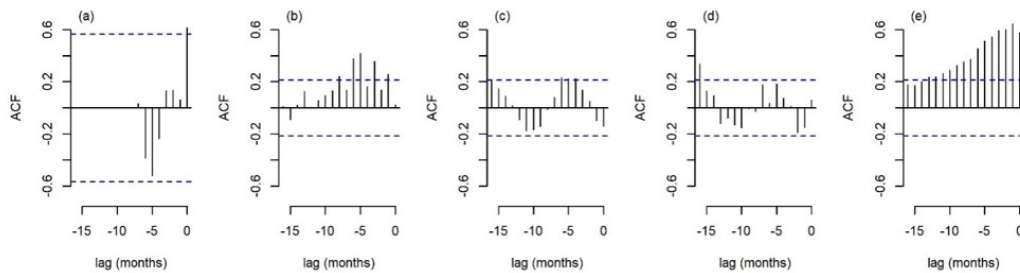 (a) (b) (c) (d) (e)
ACF ACF ACF ACF ACF
0.6 0.6 0.6 0.6 0.6
0.2 0.2 0.2 0.2 0.2
-0.2 -0.2 -0.2 -0.2 -0.2
-0.6 -0.6 -0.6 -0.6 -0.6
-15 -10 -5 0 -15 -10 -5 0 -15 -10 -5 0 -15 -10 -5 0 -15 -10 -5 0
lag (months) lag (months) lag (months) lag (months) lag (months)